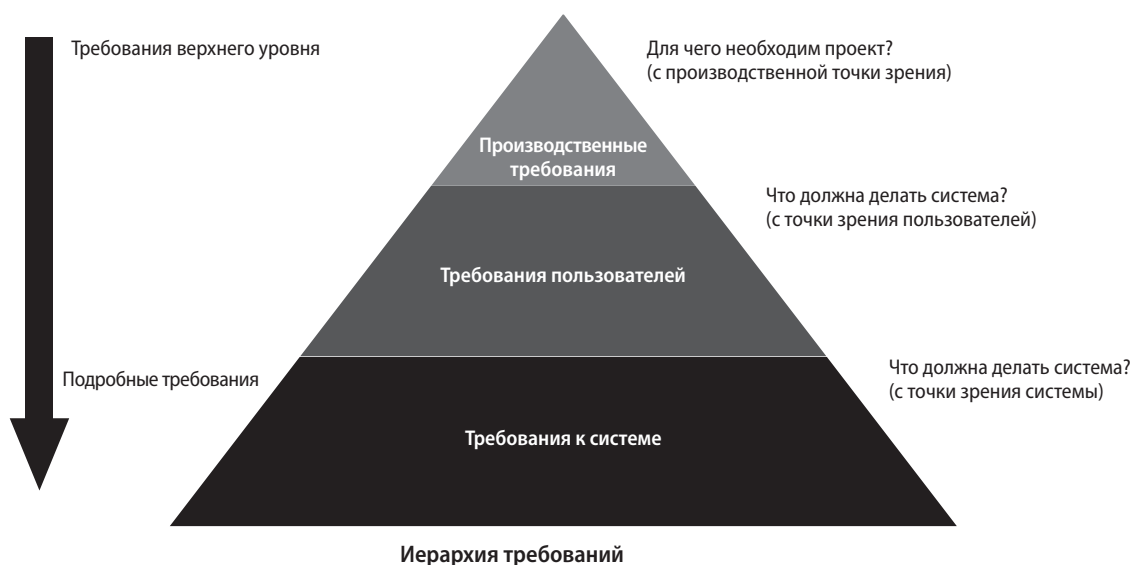 Требования верхнего уровня
Для чего необходим проект?
(с производственной точки зрения)
Производственные
требования
Что должна делать система?
(с точки зрения пользователей)
Требования пользователей
Подробные требования
Что должна делать система?
(с точки зрения системы)
Требования к системе
Иерархия требований